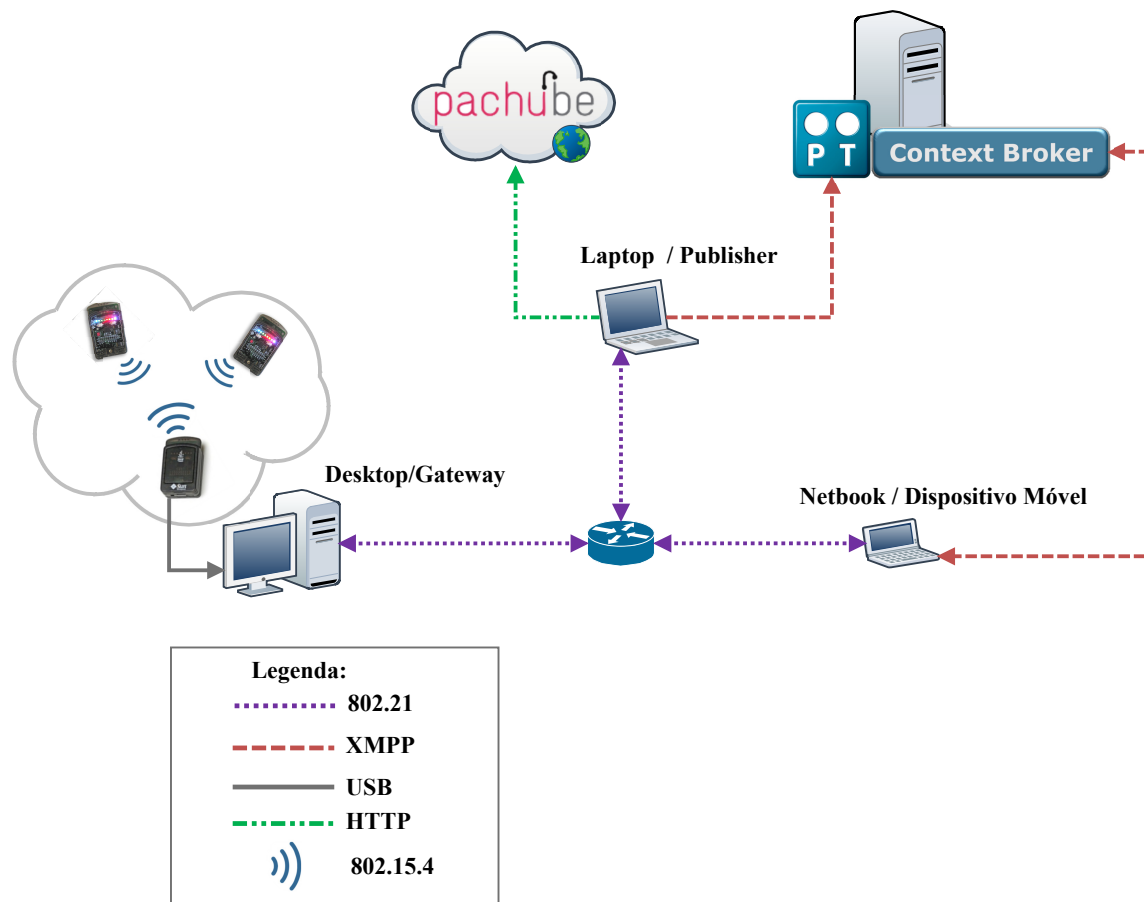 pachube
P T
Context Broker
Laptop / Publisher
Desktop/Gateway
Netbook / Dispositivo Móvel
Sun
Legenda:
802.21
XMPP
USB
HTTP
802.15.4